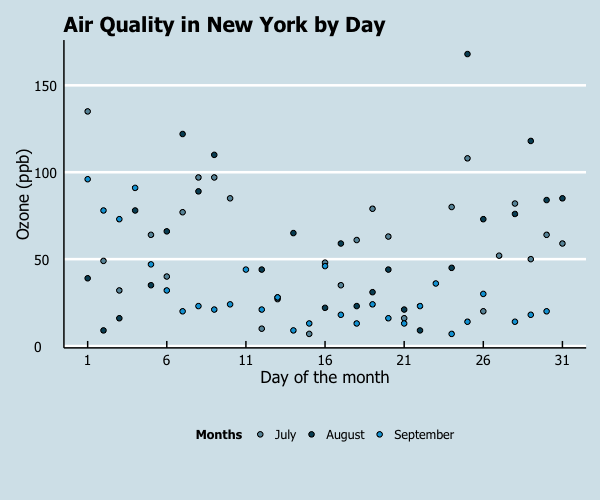 Air Quality in New York by Day
Ozone (ppb)
150
100
50
0
1 6 11 16 21 26 31
Day of the month
Months July August September